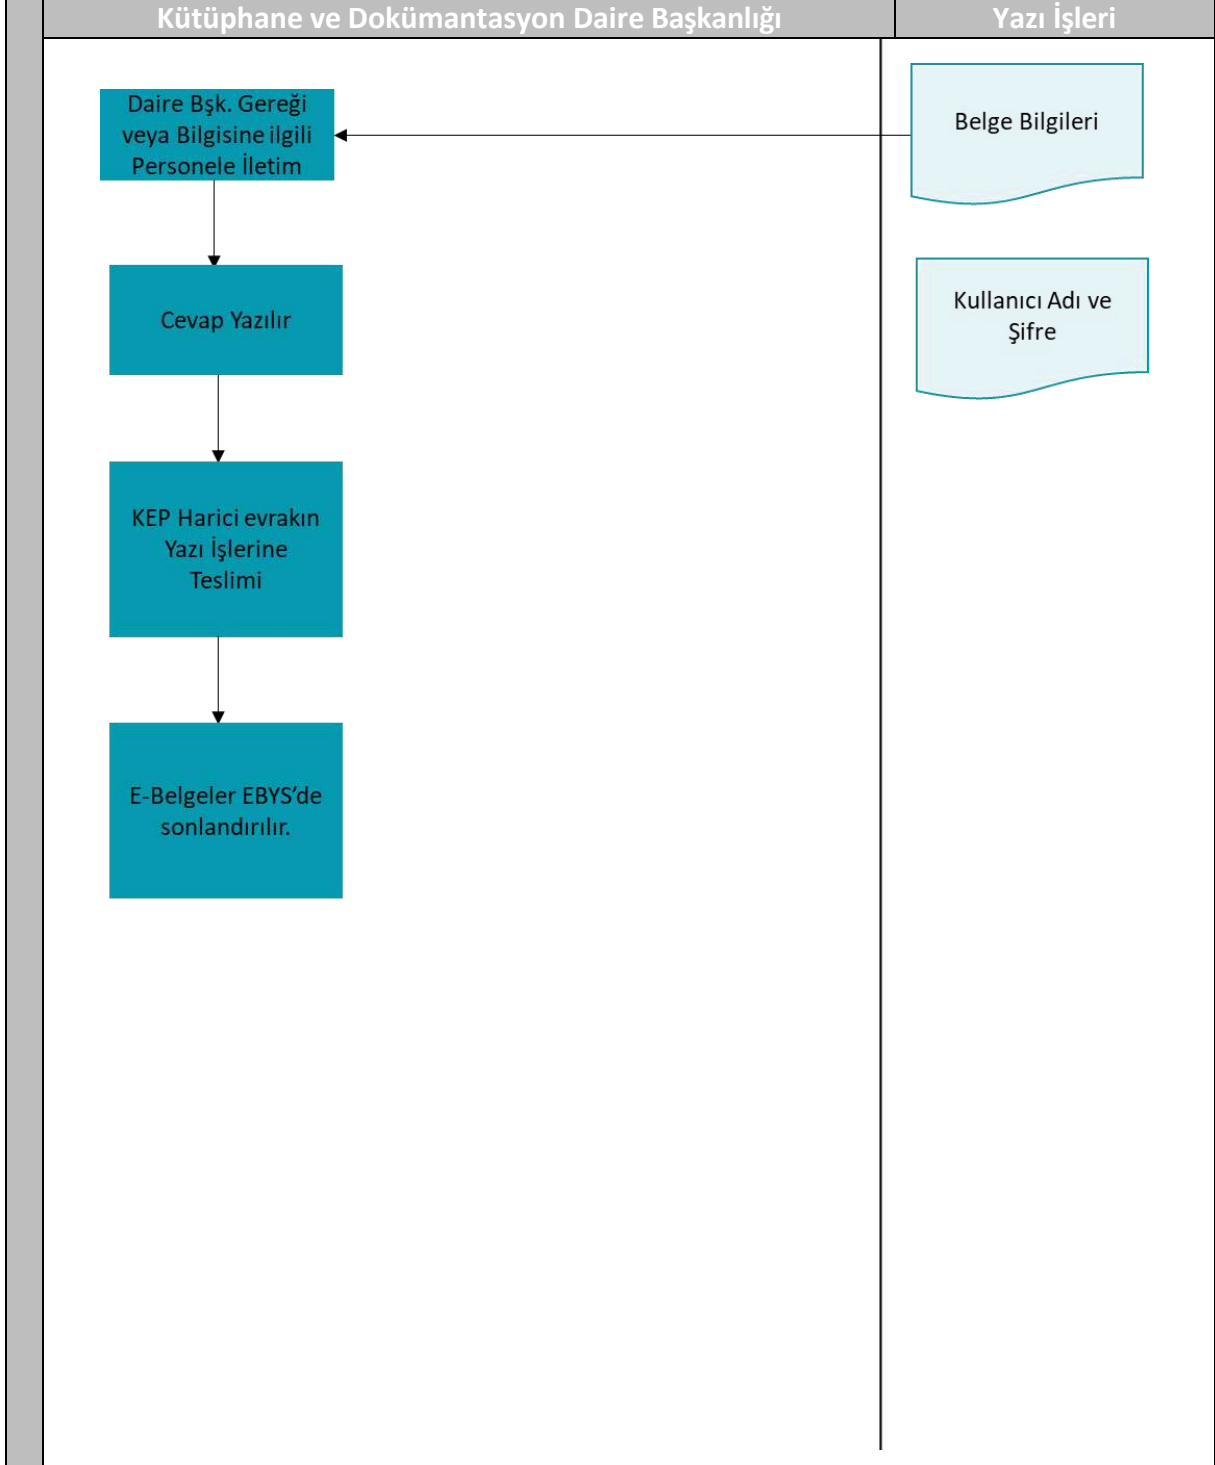 Kütüphane ve Dokümantasyon Daire Başkanlığı
Yazı İşleri
Daire Bşk. Gereği
veya Bilgisine ilgili
Personele İletim
Belge Bilgileri
Cevap Yazılır
Kullanıcı Adı ve
Şifre
KEP Harici evrakın
Yazı İşlerine
Teslimi
E-Belgeler EBYS’de
sonlandırılır.